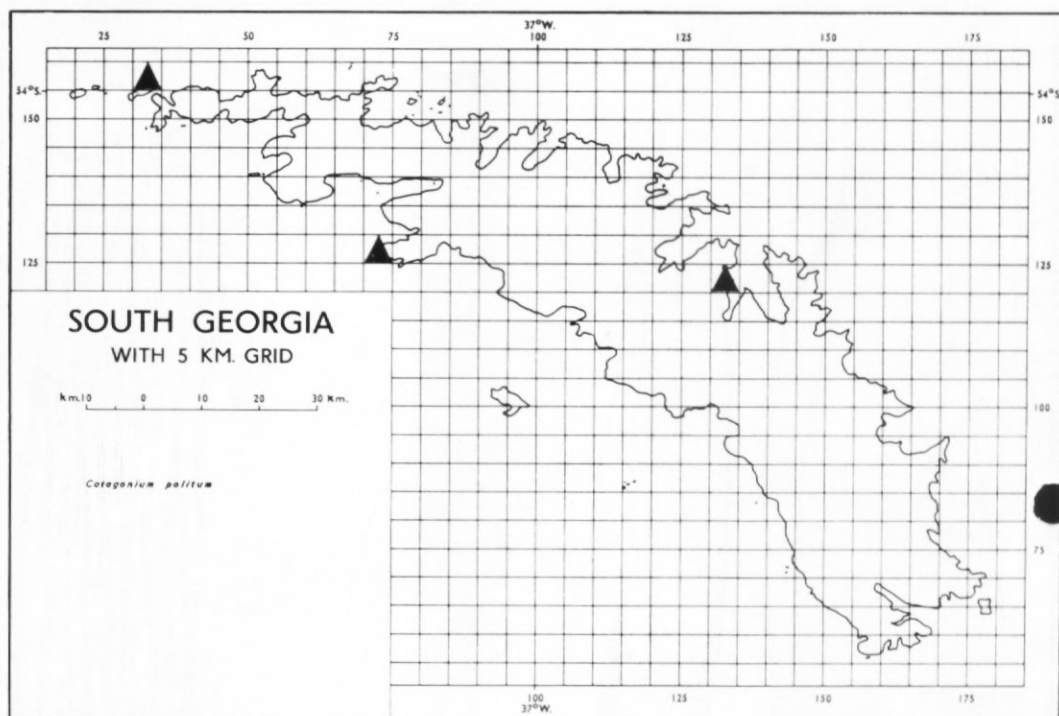 37°W.
25 50 75 100 125 150 175
54°S. 54°S.
150 150
125 125
SOUTH GEORGIA
WITH 5 KM. GRID
km.10 0 10 20 30 Km.
100
Catagonium politum
75
100 125 150 175
37°W.